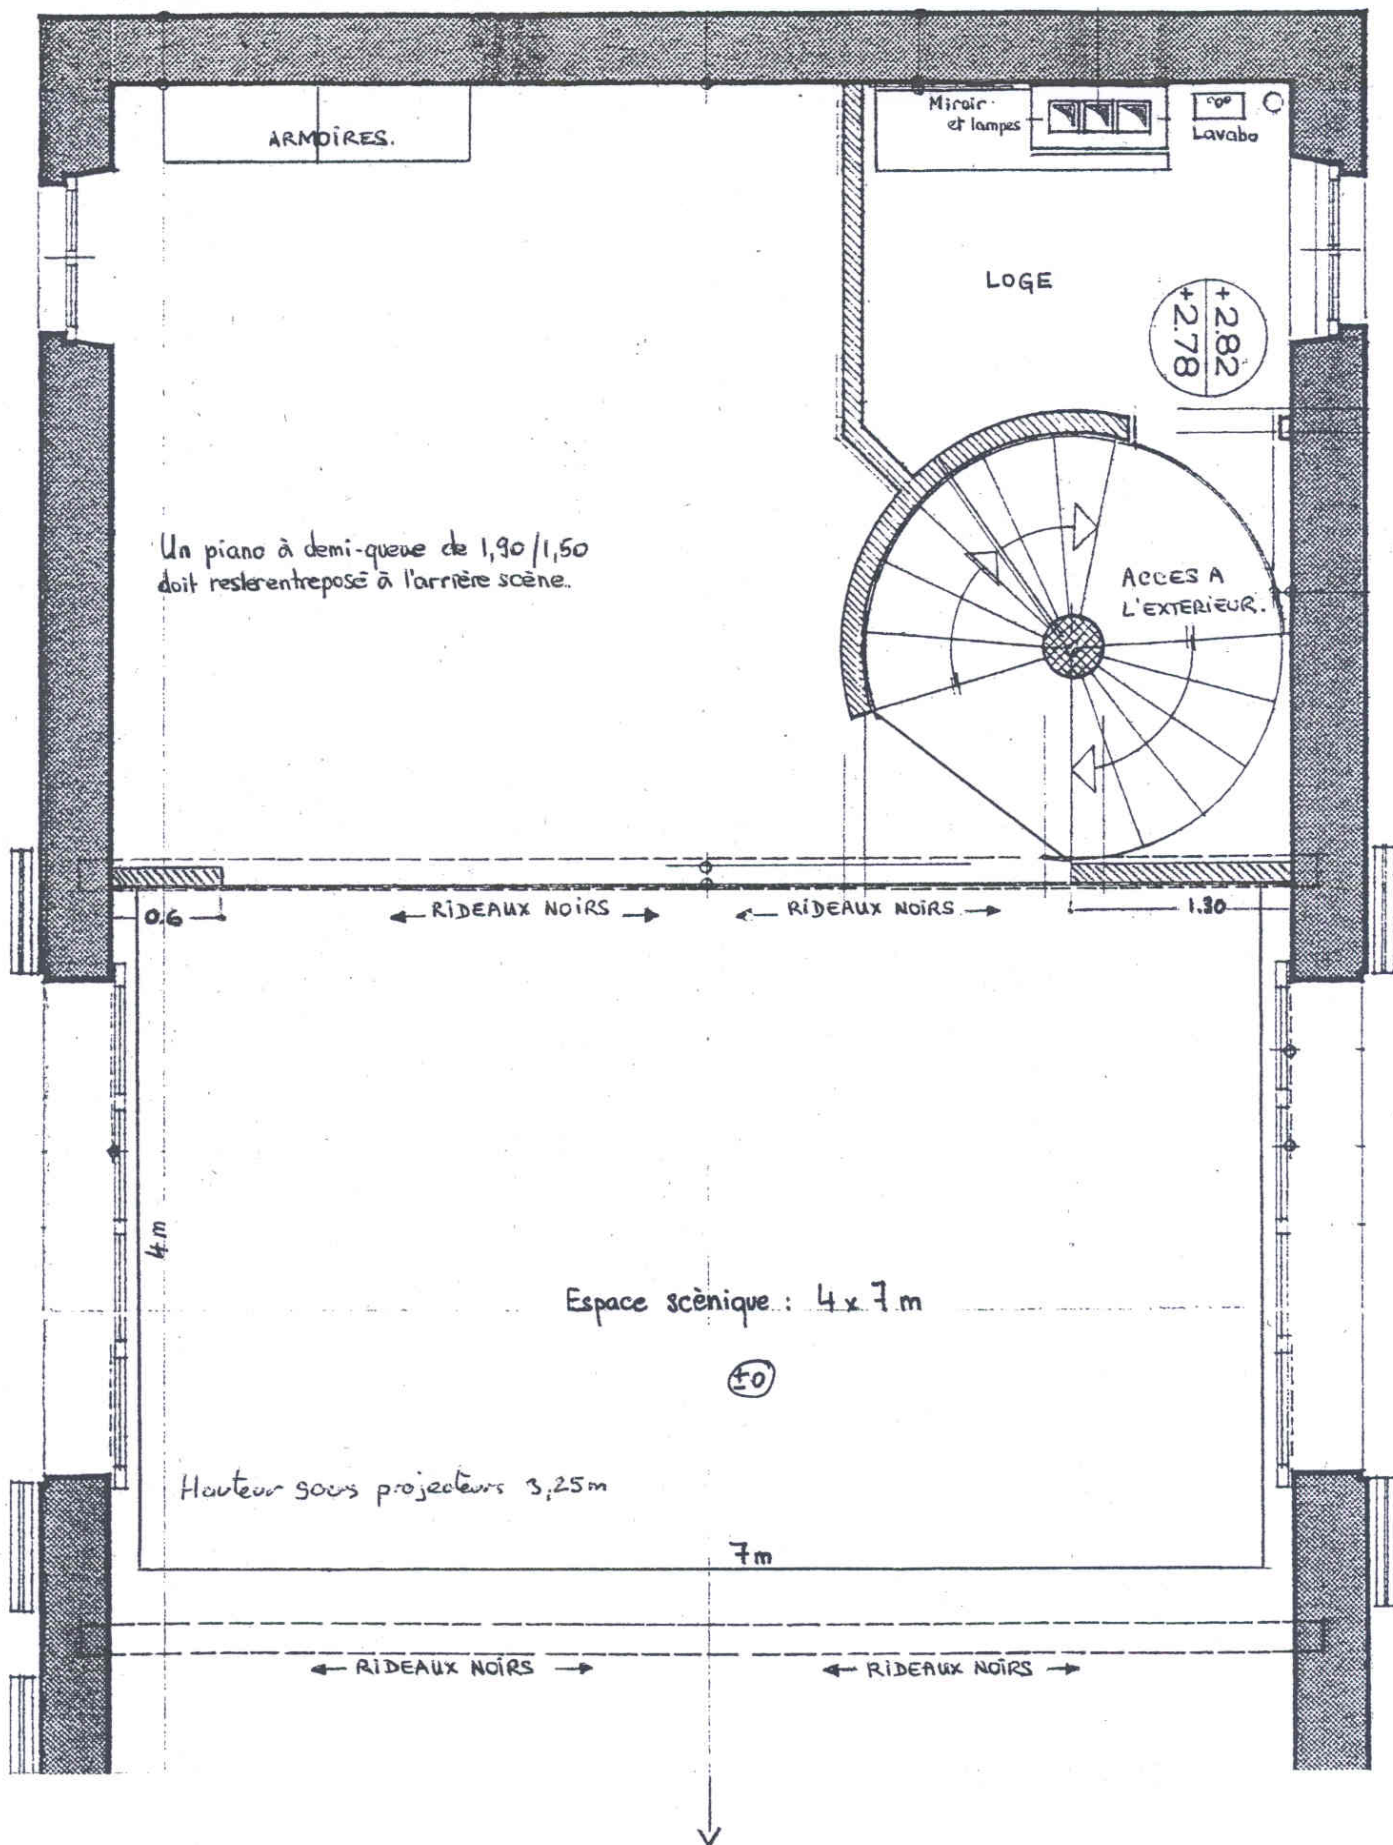 ARMOIRES.
Miroir
et lampes
Lavabo
LOGE
+2.82
+2.78
Un piano à demi-queue de 1,90/1,50
doit resterentreposé à l'arrière scène.
ACCES A
L'EXTERIEUR.
0.6
← RIDEAUX NOIRS →
← RIDEAUX NOIRS →
1.30
4 m
Espace scènique : 4 x 7 m
±0
Hauteur sous projecteurs 3,25m
7 m
← RIDEAUX NOIRS →
← RIDEAUX NOIRS →